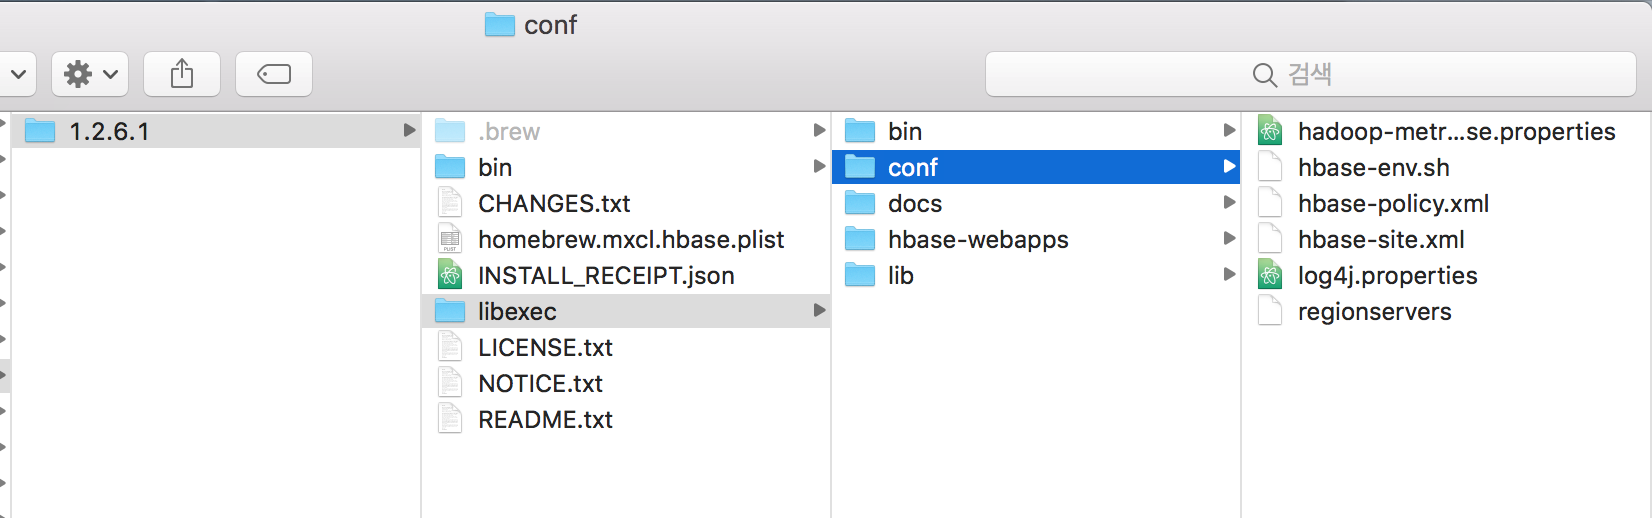 conf
검색
1.2.6.1
.brew
bin
CHANGES.txt
homebrew.mxcl.hbase.plist
INSTALL_RECEIPT.json
libexec
LICENSE.txt
NOTICE.txt
README.txt
bin
conf
docs
hbase-webapps
lib
hadoop-metr...se.properties
hbase-env.sh
hbase-policy.xml
hbase-site.xml
log4j.properties
regionservers